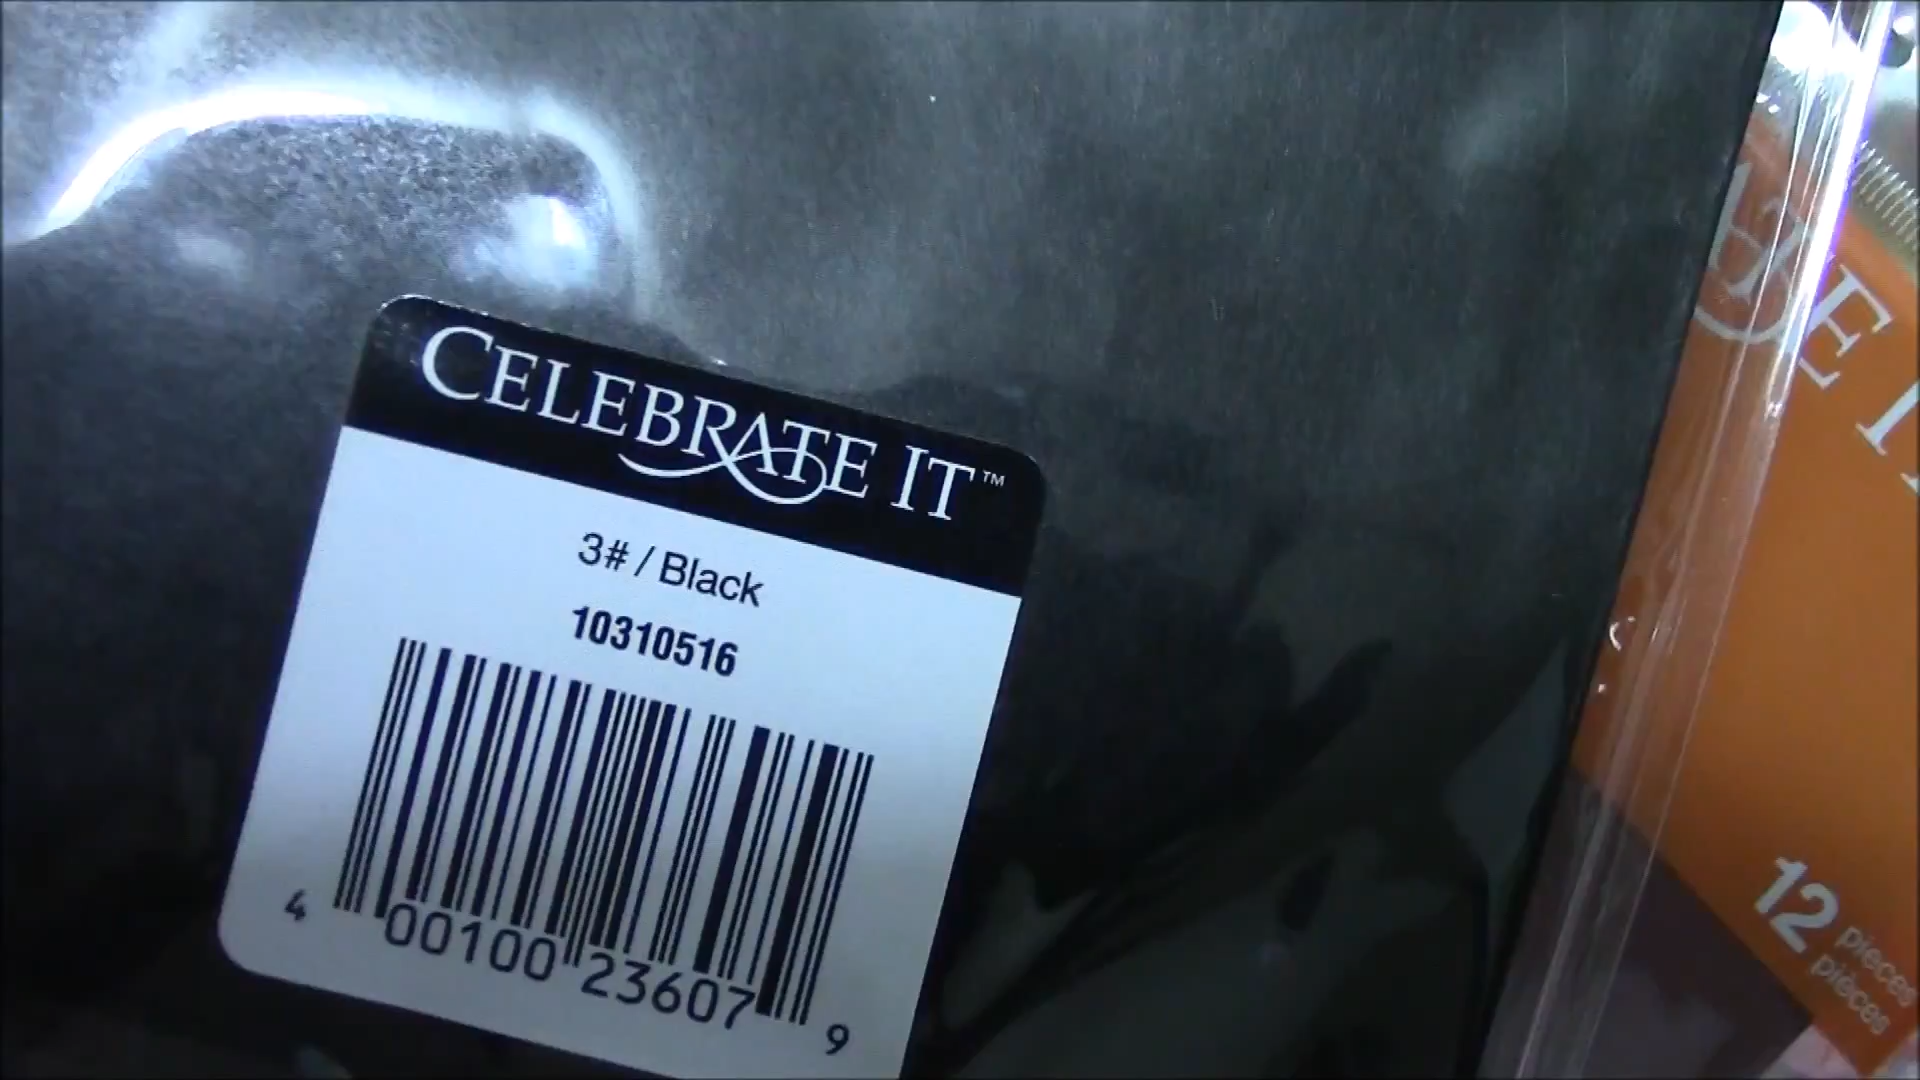 CELEBRATE IT™
3# / Black
10310516
4 00100 23607 9
12 pieces
pièces